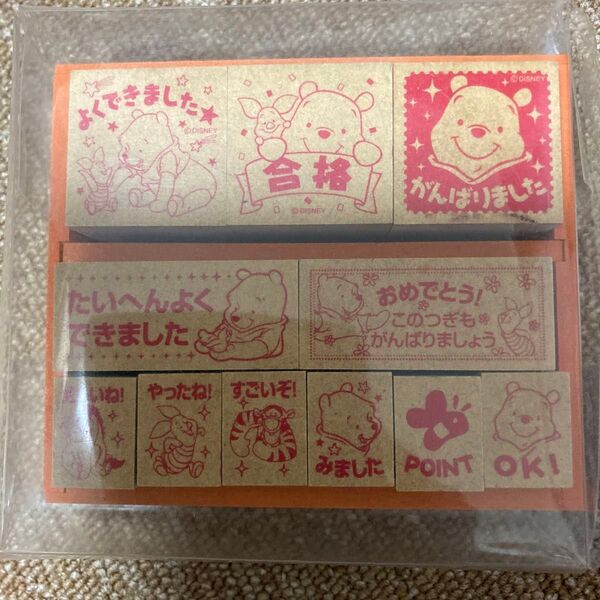 よくできました
©DISNEY
合格
©DISNEY
©DISNEY
がんばりました
たいへんよく
できました
おめでとう!
このつぎも
がんばりましょう
やったね!
すごいぞ!
みました
POINT
OK!